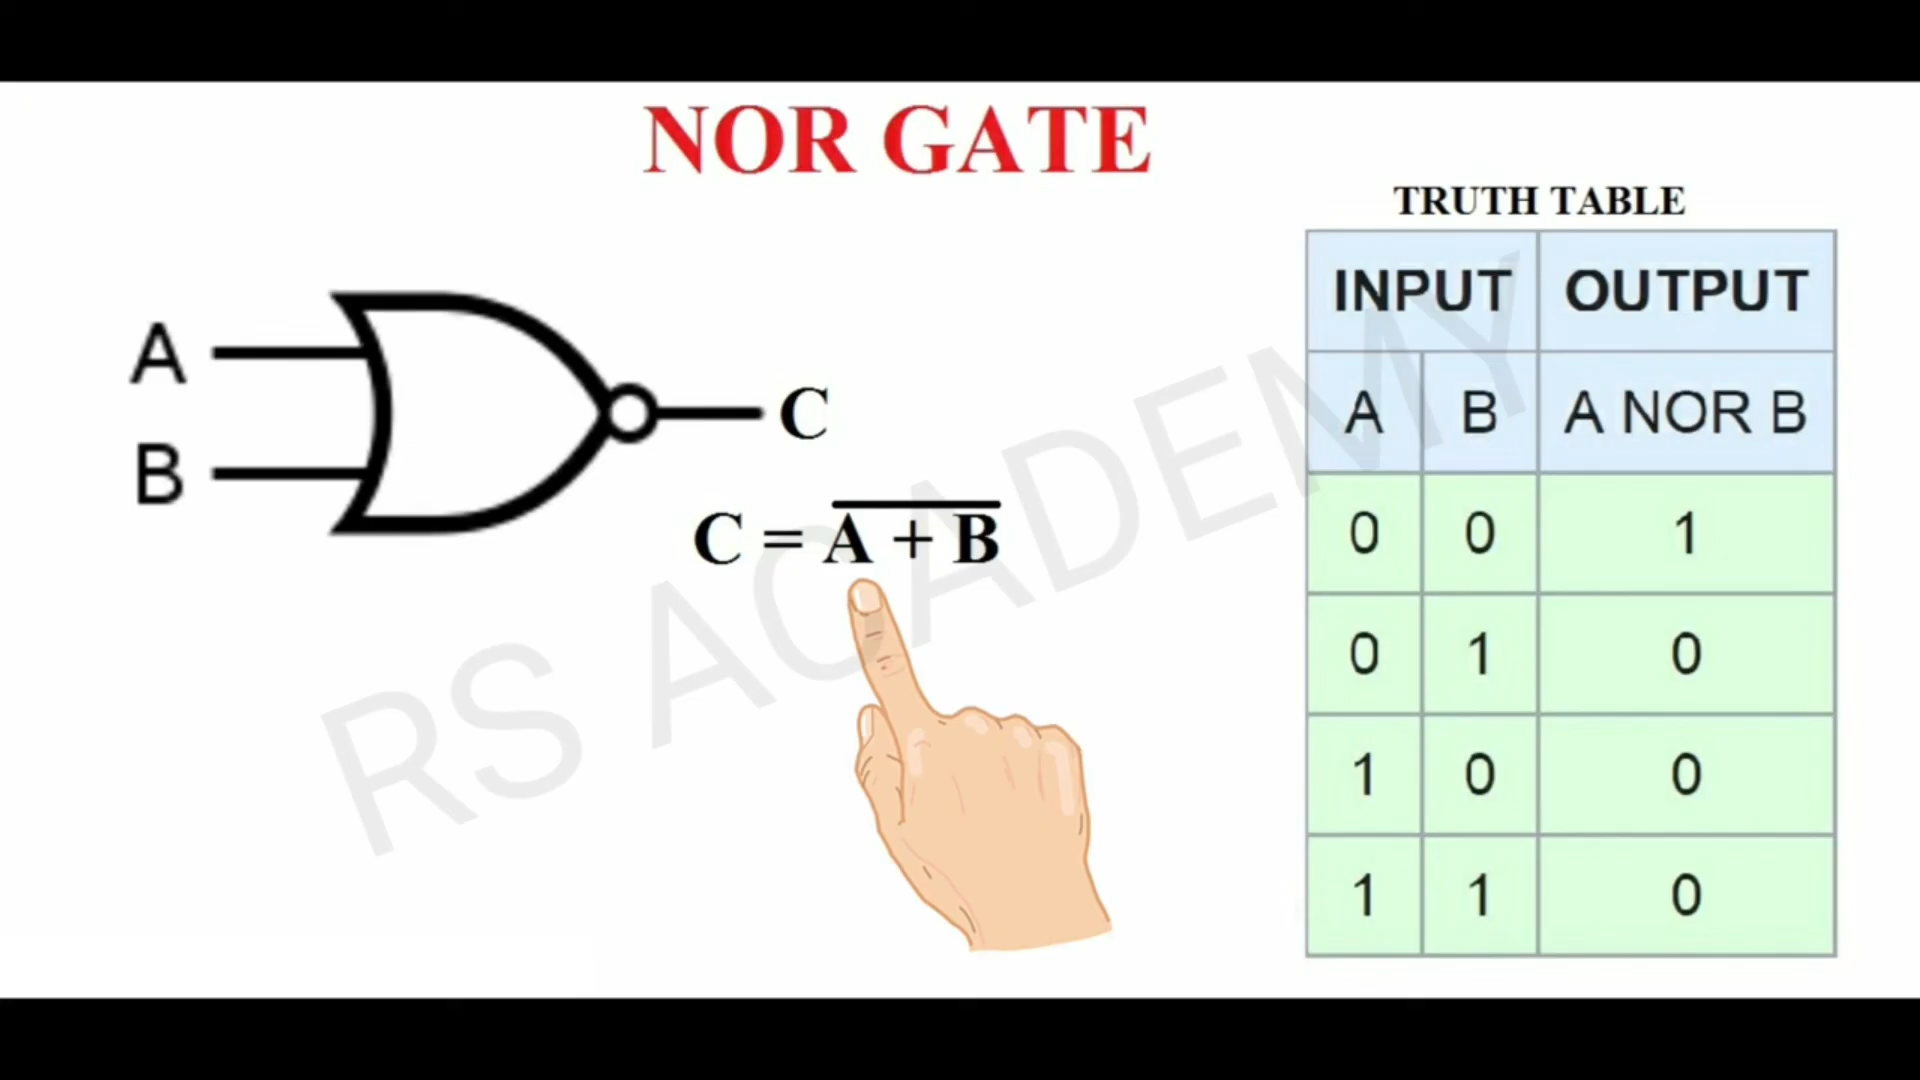 NOR GATE
A
B
C
C = A + B
TRUTH TABLE
INPUT OUTPUT
A B A NOR B
0 0 1
0 1 0
1 0 0
1 1 0
RS ACADEMY